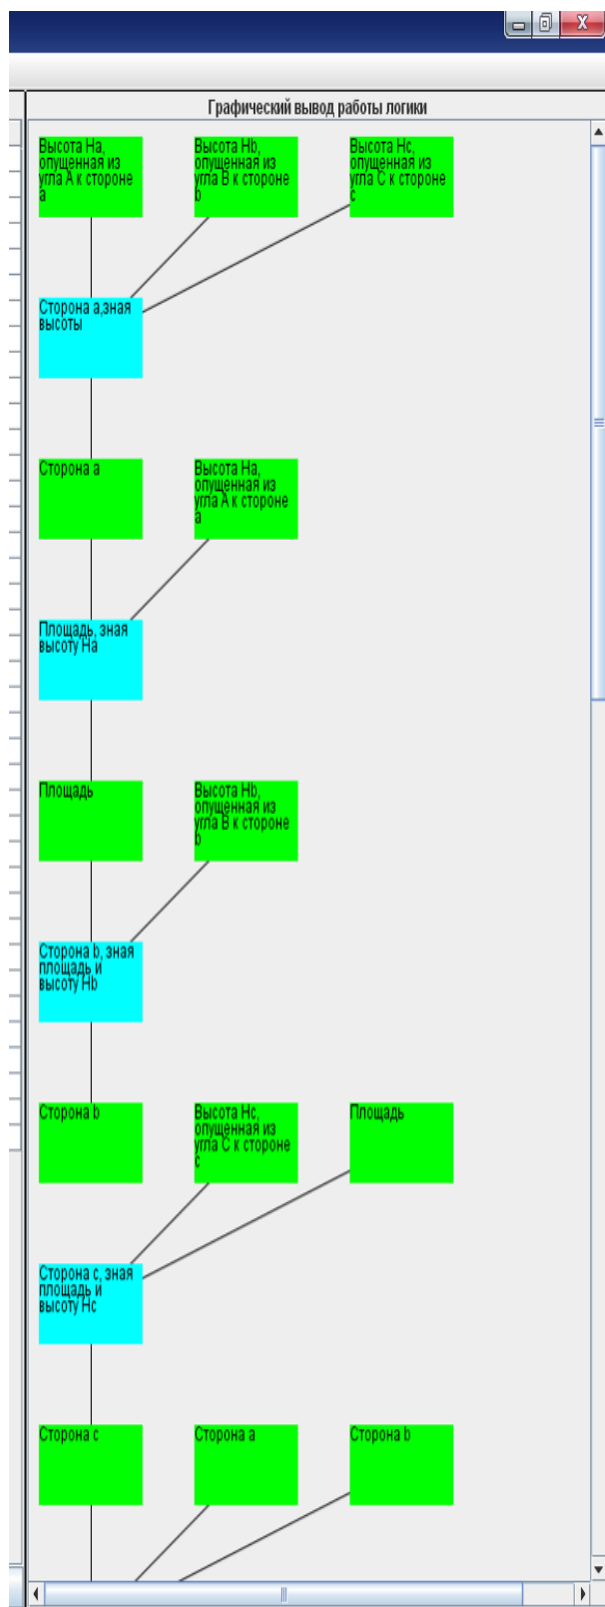 Графический вывод работы логики
Высота Ha,
опущенная из
угла A к стороне
a
Высота Hb,
опущенная из
угла B к стороне
b
Высота Hc,
опущенная из
угла C к стороне
c
Сторона a,зная
высоты
Сторона a
Высота Ha,
опущенная из
угла A к стороне
a
Площадь, зная
высоту Ha
Площадь
Высота Hb,
опущенная из
угла B к стороне
b
Сторона b, зная
площадь и
высоту Hb
Сторона b
Высота Hc,
опущенная из
угла C к стороне
c
Площадь
Сторона c, зная
площадь и
высоту Hc
Сторона c
Сторона a
Сторона b